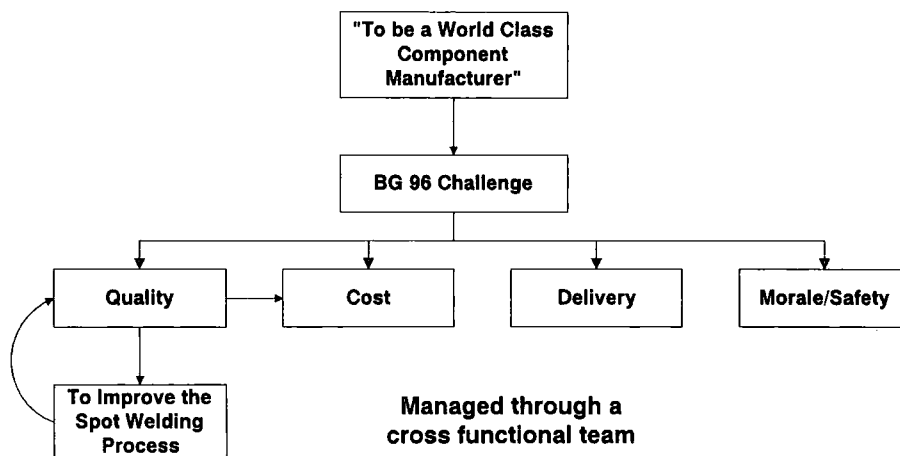 "To be a World Class
Component
Manufacturer"
BG 96 Challenge
Quality
Cost
Delivery
Morale/Safety
To Improve the
Spot Welding
Process
Managed through a
cross functional team